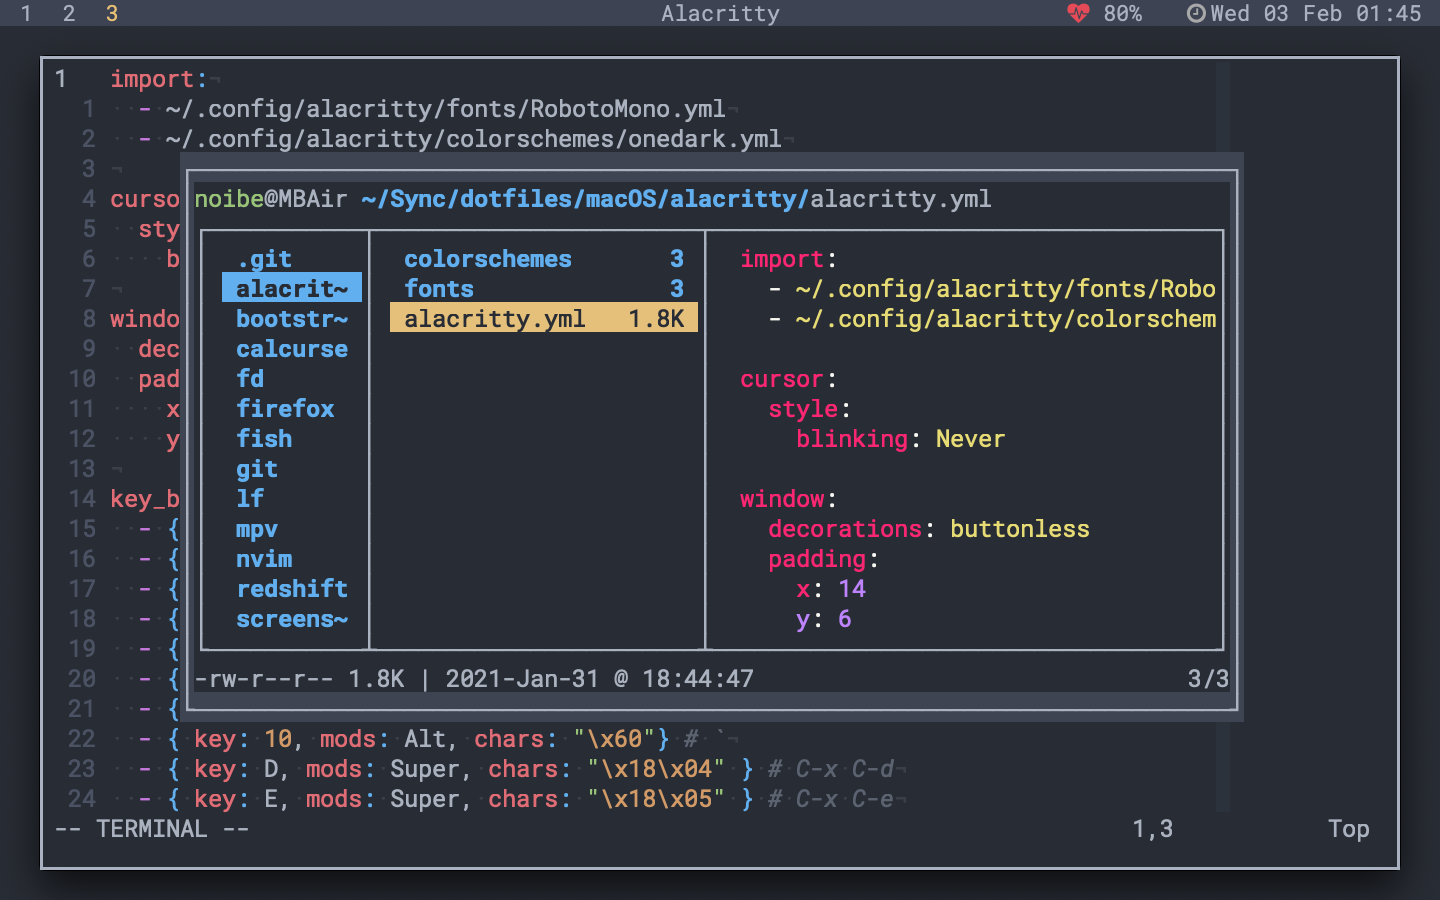 1 2 3 Alacritty 80% Wed 03 Feb 01:45
1 import:¬
1 - ~/.config/alacritty/fonts/RobotoMono.yml¬
2 - ~/.config/alacritty/colorschemes/onedark.yml¬
3 ¬
4 curso
5 sty
6 b
7 ¬
8 windo
9 dec
10 pad
11 x
12 y
13 ¬
14 key_b
15 - {
16 - {
17 - {
18 - {
19 - {
20 - {
21 - {
noibe@MBAir ~/Sync/dotfiles/macOS/alacritty/alacritty.yml
.git
alacrit~
bootstr~
calcurse
fd
firefox
fish
git
lf
mpv
nvim
redshift
screens~
colorschemes 3
fonts 3
alacritty.yml 1.8K
import:
- ~/.config/alacritty/fonts/Robo
- ~/.config/alacritty/colorschem
cursor:
style:
blinking: Never
window:
decorations: buttonless
padding:
x: 14
y: 6
-rw-r--r-- 1.8K | 2021-Jan-31 @ 18:44:47 3/3
22 - { key: 10, mods: Alt, chars: "\x60"} # `¬
23 - { key: D, mods: Super, chars: "\x18\x04" } # C-x C-d¬
24 - { key: E, mods: Super, chars: "\x18\x05" } # C-x C-e¬
-- TERMINAL -- 1,3 Top